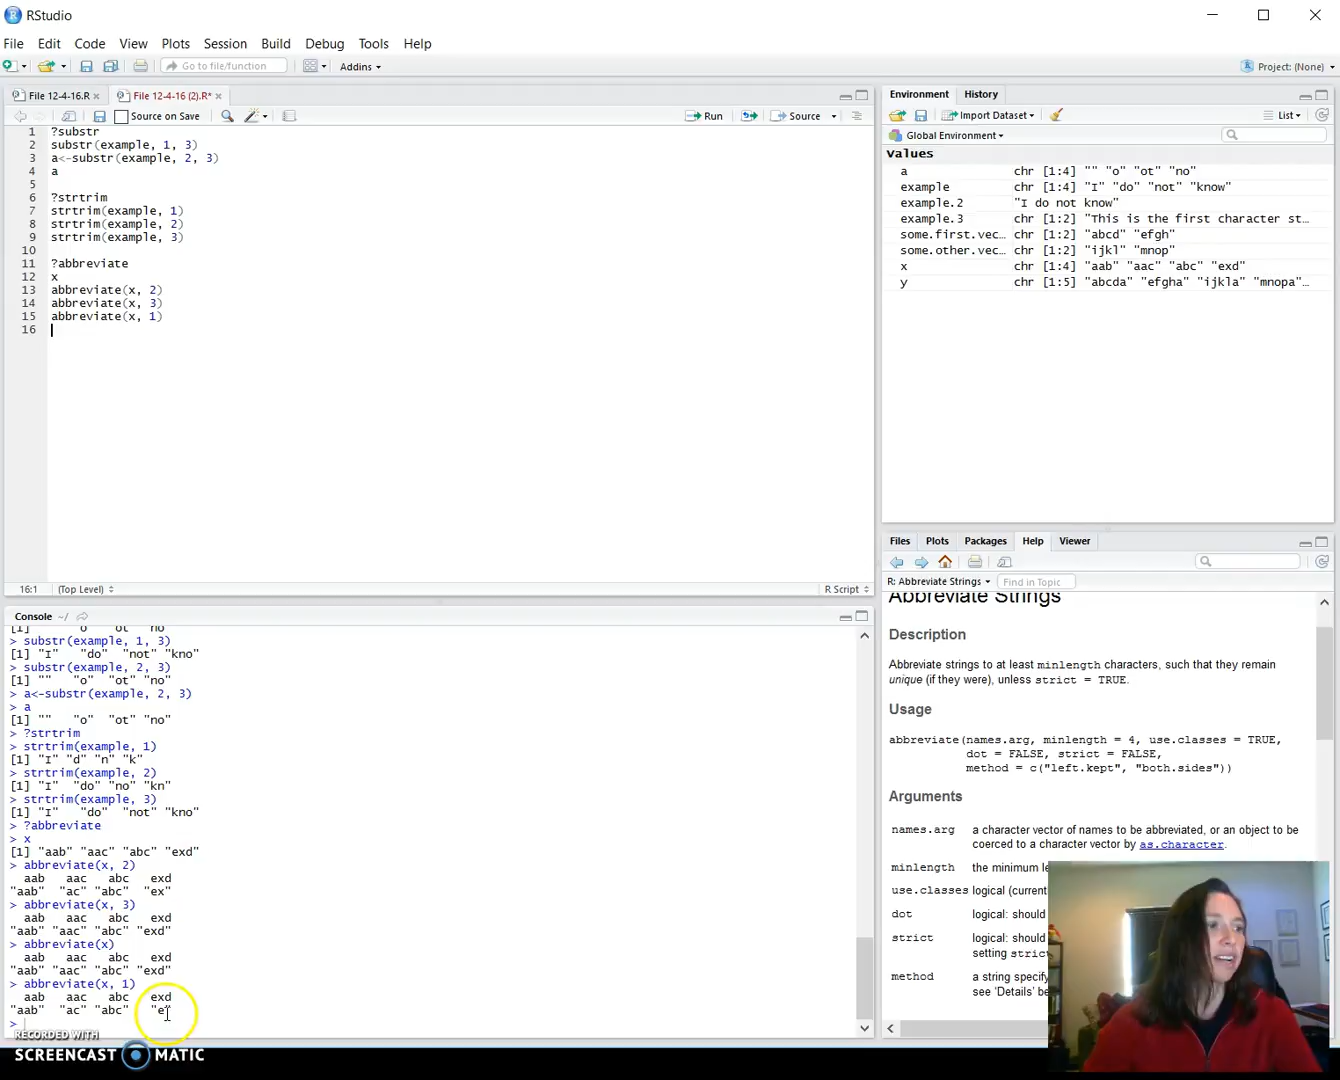 RStudio
File Edit Code View Plots Session Build Debug Tools Help
Go to file/function Addins Project: (None)
File 12-4-16.R File 12-4-16 (2).R*
Source on Save Run Source
1 ?substr
2 substr(example, 1, 3)
3 a<-substr(example, 2, 3)
4 a
5
6 ?strtrim
7 strtrim(example, 1)
8 strtrim(example, 2)
9 strtrim(example, 3)
10
11 ?abbreviate
12 x
13 abbreviate(x, 2)
14 abbreviate(x, 3)
15 abbreviate(x, 1)
16
16:1 (Top Level) R Script
Console ~/
[1] "" "o" "ot" "no"
> substr(example, 1, 3)
[1] "I" "do" "not" "kno"
> substr(example, 2, 3)
[1] "" "o" "ot" "no"
> a<-substr(example, 2, 3)
> a
[1] "" "o" "ot" "no"
> ?strtrim
> strtrim(example, 1)
[1] "I" "d" "n" "k"
> strtrim(example, 2)
[1] "I" "do" "no" "kn"
> strtrim(example, 3)
[1] "I" "do" "not" "kno"
> ?abbreviate
> x
[1] "aab" "aac" "abc" "exd"
> abbreviate(x, 2)
aab aac abc exd
"aab" "ac" "abc" "ex"
> abbreviate(x, 3)
aab aac abc exd
"aab" "aac" "abc" "exd"
> abbreviate(x)
aab aac abc exd
"aab" "aac" "abc" "exd"
> abbreviate(x, 1)
aab aac abc exd
"aab" "ac" "abc" "e"
>
RECORDED WITH
SCREENCAST MATIC
Environment History
Import Dataset List
Global Environment
Values
a chr [1:4] "" "o" "ot" "no"
example chr [1:4] "I" "do" "not" "know"
example.2 "I do not know"
example.3 chr [1:2] "This is the first character st…
some.first.vec… chr [1:2] "abcd" "efgh"
some.other.vec… chr [1:2] "ijkl" "mnop"
x chr [1:4] "aab" "aac" "abc" "exd"
y chr [1:5] "abcda" "efgha" "ijkla" "mnopa"…
Files Plots Packages Help Viewer
R: Abbreviate Strings Find in Topic
Abbreviate Strings
Description
Abbreviate strings to at least minlength characters, such that they remain
unique (if they were), unless strict = TRUE.
Usage
abbreviate(names.arg, minlength = 4, use.classes = TRUE,
dot = FALSE, strict = FALSE,
method = c("left.kept", "both.sides"))
Arguments
names.arg a character vector of names to be abbreviated, or an object to be
coerced to a character vector by as.character.
minlength the minimum le
use.classes logical (current
dot logical: should
strict logical: should
setting strict
method a string specify
see 'Details' be